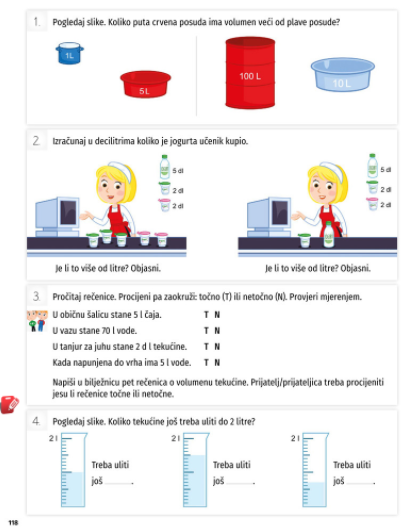 1. Pogledaj slike. Koliko puta crvena posuda ima volumen veći od plave posude?
1L
5 L
100 L
10 L
2. Izračunaj u decilitrima koliko je jogurta učenik kupio.
5 dl
2 dl
2 dl
5 dl
2 dl
2 dl
Je li to više od litre? Objasni.
Je li to više od litre? Objasni.
3. Pročitaj rečenice. Procijeni pa zaokruži: točno (T) ili netočno (N). Provjeri mjerenjem.
U običnu šalicu stane 5 l čaja. T N
U vazu stane 70 l vode. T N
U tanjur za juhu stane 2 d l tekućine. T N
Kada napunjena do vrha ima 5 l vode. T N
Napiši u bilježnicu pet rečenica o volumenu tekućine. Prijatelj/prijateljica treba procijeniti
jesu li rečenice točne ili netočne.
4. Pogledaj slike. Koliko tekućine još treba uliti do 2 litre?
2 l
Treba uliti
još ______.
2 l
Treba uliti
još ______.
2 l
Treba uliti
još ______.
118